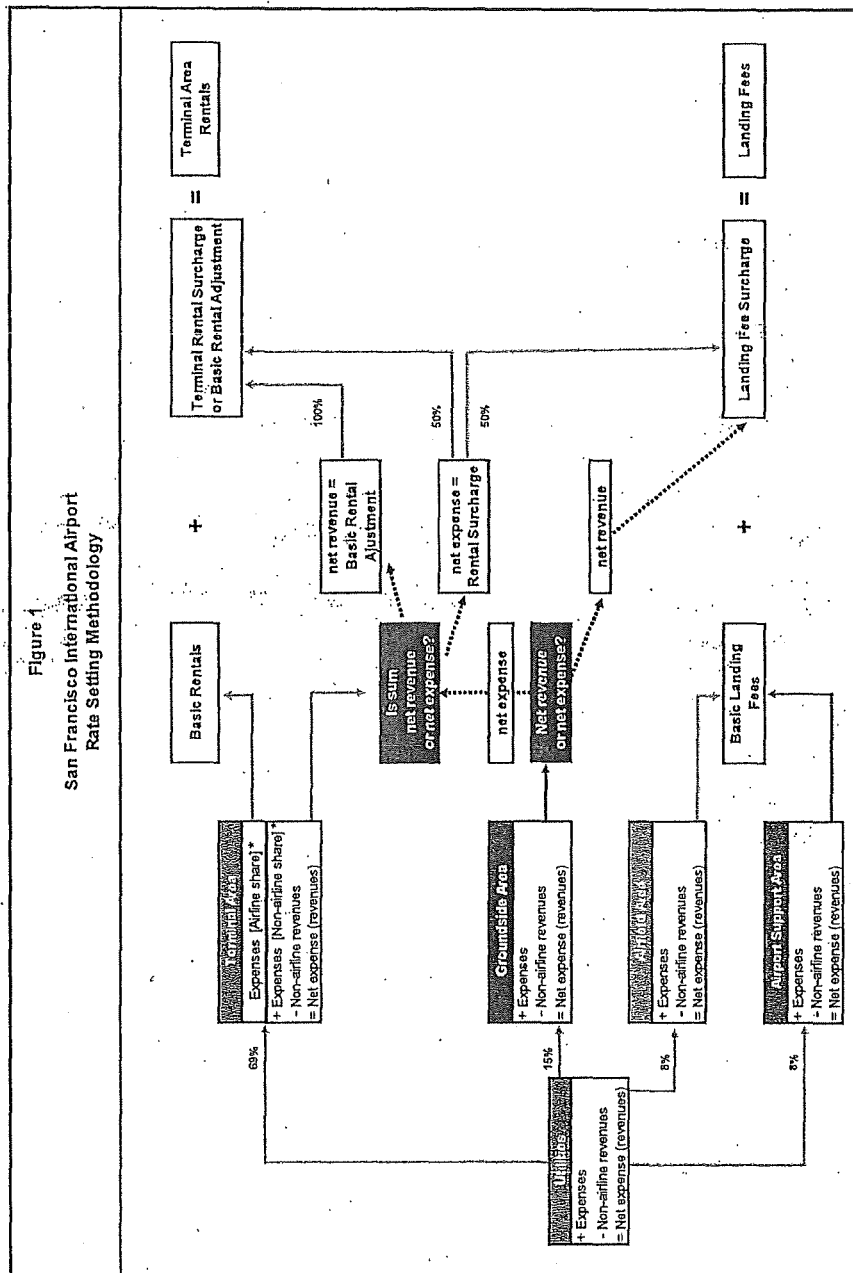 Figure 1
San Francisco International Airport
Rate Setting Methodology
Utilities
+ Expenses
- Non-airline revenues
= Net expense (revenues)
69%
15%
8%
8%
Terminal Area
Expenses [Airline share] *
+ Expenses [Non-airline share] *
- Non-airline revenues
= Net expense (revenues)
Groundside Area
+ Expenses
- Non-airline revenues
= Net expense (revenues)
Airfield Area
+ Expenses
- Non-airline revenues
= Net expense (revenues)
Airport Support Area
+ Expenses
- Non-airline revenues
= Net expense (revenues)
Basic Rentals
Is sum
net revenue
or net expense?
net expense
Net revenue
or net expense?
Basic Landing
Fees
+
net revenue =
Basic Rental
Ajustment
net expense =
Rental Surcharge
net revenue
+
100%
50%
50%
Terminal Rental Surcharge
or Basic Rental Adjustment
Landing Fee Surcharge
=
=
Terminal Area
Rentals
Landing Fees